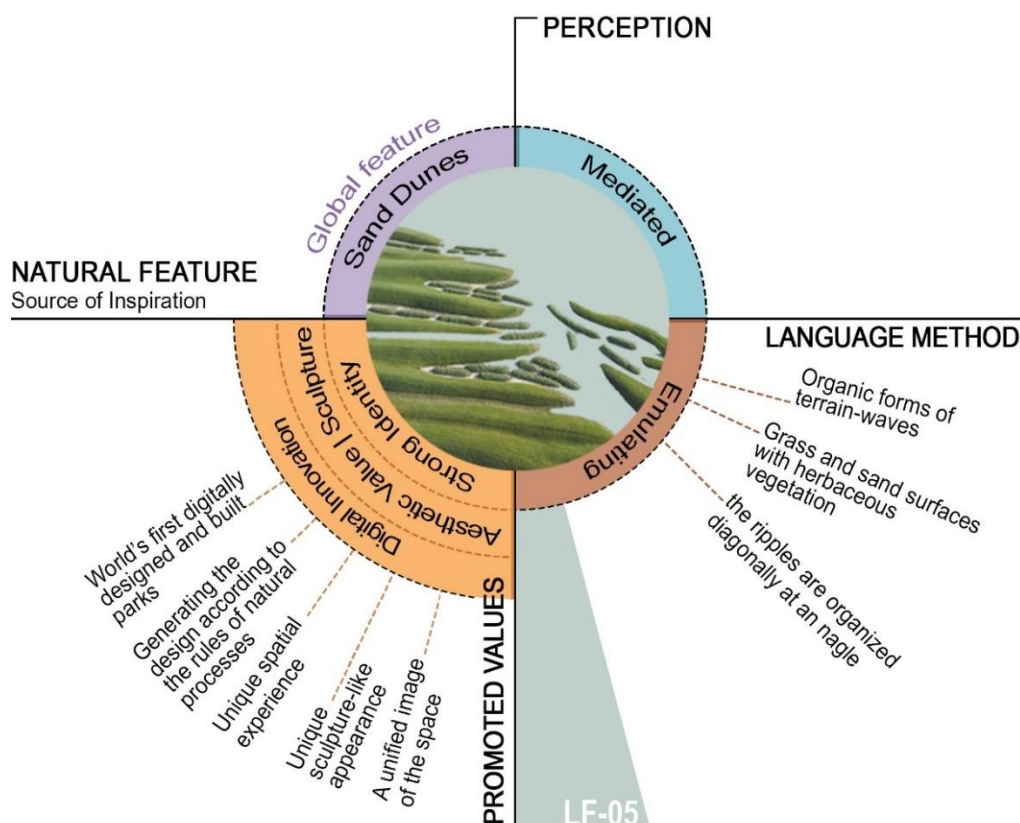 PERCEPTION
Global feature
Sand Dunes
Mediated
NATURAL FEATURE
Source of Inspiration
LANGUAGE METHOD
Emulating
Organic forms of
terrain-waves
Grass and sand surfaces
with herbaceous
vegetation
the ripples are organized
diagonally at an nagle
Strong Identity
Aesthetic Value | Sculpture
Digital Innovation
World's first digitally
designed and built
parks
Generating the
design according to
the rules of natural
processes
Unique spatial
experience
Unique
sculpture-like
appearance
A unified image
of the space
PROMOTED VALUES
LF-05